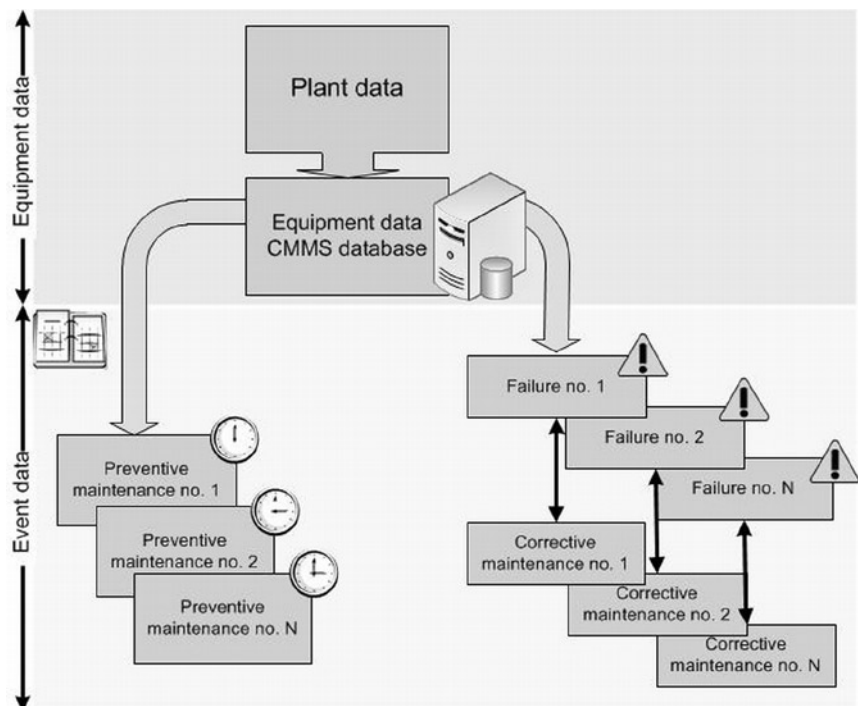 Equipment data
Plant data
Equipment data
CMMS database
Event data
Failure no. 1
Failure no. 2
Failure no. N
Preventive
maintenance no. 1
Preventive
maintenance no. 2
Preventive
maintenance no. N
Corrective
maintenance no. 1
Corrective
maintenance no. 2
Corrective
maintenance no. N